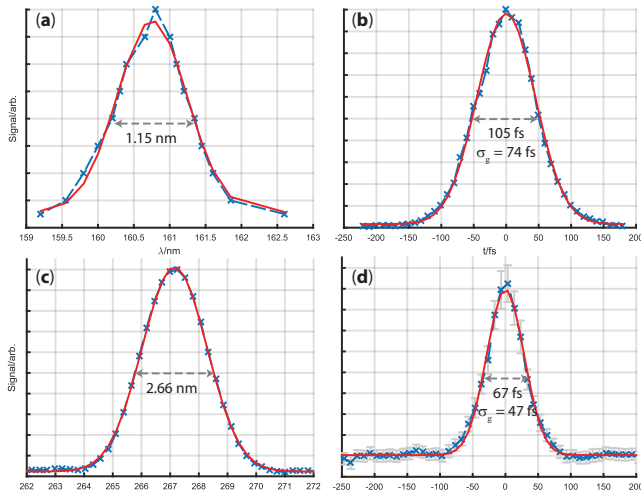 (a)
Signal/arb.
1.15 nm
159 159.5 160 160.5 161 161.5 162 162.5 163
λ/nm
(b)
105 fs
σg = 74 fs
-250 -200 -150 -100 -50 0 50 100 150 200
t/fs
(c)
Signal/arb.
2.66 nm
262 263 264 265 266 267 268 269 270 271 272
(d)
67 fs
σg = 47 fs
-250 -200 -150 -100 -50 0 50 100 150 200